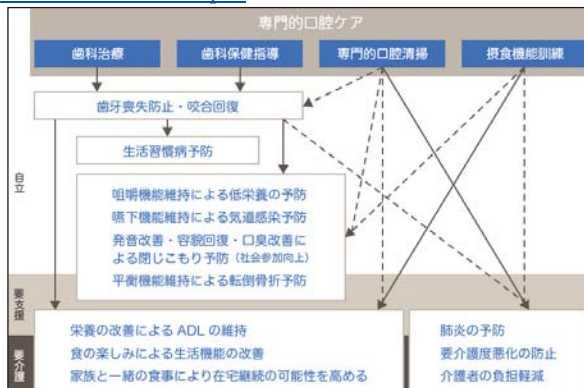 専門的口腔ケア
歯科治療
歯科保健指導
専門的口腔清掃
摂食機能訓練
歯牙喪失防止・咬合回復
生活習慣病予防
自立
咀嚼機能維持による低栄養の予防
嚥下機能維持による気道感染予防
発音改善・容貌回復・口臭改善に
よる閉じこもり予防（社会参加向上）
平衡機能維持による転倒骨折予防
要支援
要介護
栄養の改善による ADL の維持
食の楽しみによる生活機能の改善
家族と一緒の食事により在宅継続の可能性を高める
肺炎の予防
要介護度悪化の防止
介護者の負担軽減